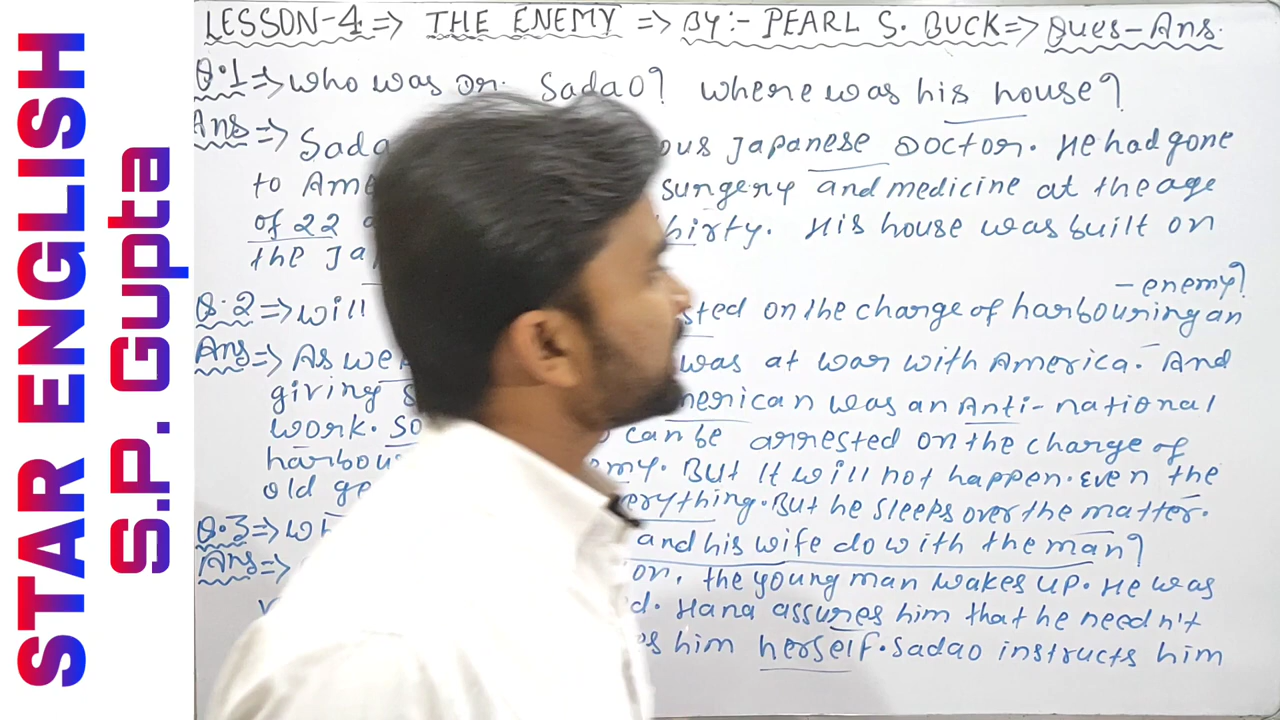 STAR ENGLISH
S.P. Gupta
LESSON-4 => THE ENEMY => By:- PEARL S. BUCK => Ques-Ans.
Q.1 => who was Dr. Sadao? where was his house?
Ans => Sada ous Japanese Doctor. He had gone
to Ame surgery and medicine at the age
of 22 hirty. His house was built on
the Ja
- enemy?
Q.2 => will sted on the charge of harbouring an
Ans => As we was at war with America. And
giving s merican was an Anti-national
work. So can be arrested on the charge of
harbou emy. But it will not happen. Even the
old ge erything. But he sleeps over the matter.
Q.3 => wh and his wife do with the man?
Ans => on, the young man wakes up. He was
d. Hana assures him that he needn't
s him herself. Sadao instructs him